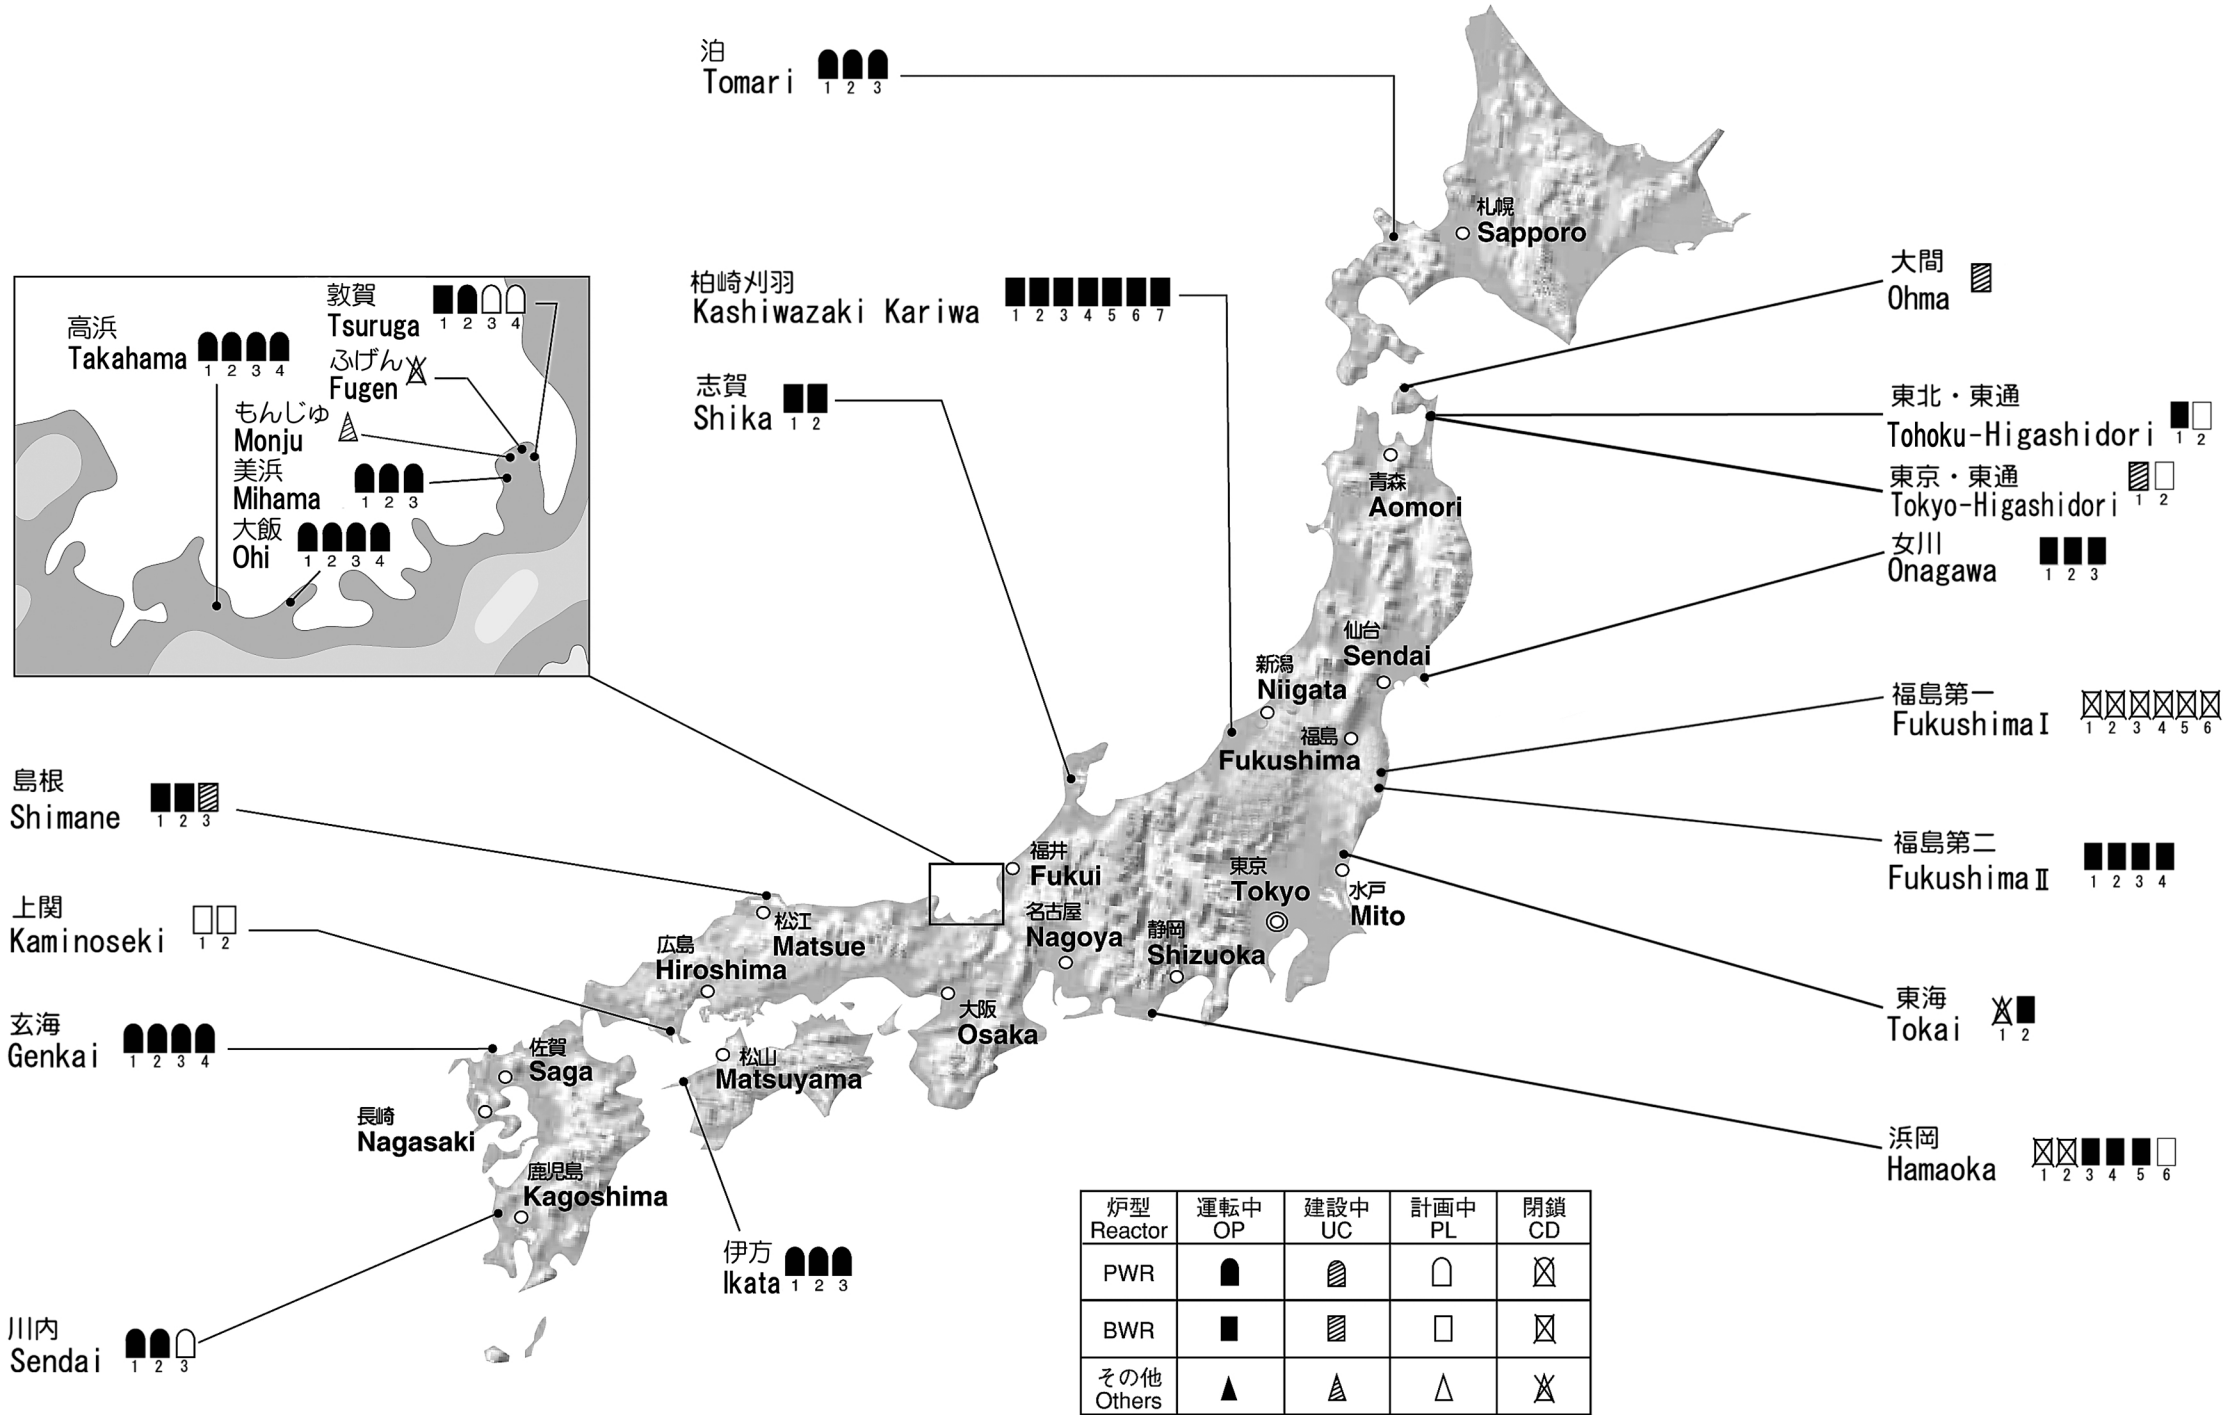 泊
Tomari
1 2 3
柏崎刈羽
Kashiwazaki Kariwa
1 2 3 4 5 6 7
志賀
Shika
1 2
敦賀
Tsuruga
1 2 3 4
高浜
Takahama
1 2 3 4
ふげん
Fugen
もんじゅ
Monju
美浜
Mihama
1 2 3
大飯
Ohi
1 2 3 4
島根
Shimane
1 2 3
上関
Kaminoseki
1 2
玄海
Genkai
1 2 3 4
川内
Sendai
1 2 3
伊方
Ikata
1 2 3
札幌
Sapporo
青森
Aomori
仙台
Sendai
新潟
Niigata
福島
Fukushima
福井
Fukui
東京
Tokyo
水戸
Mito
名古屋
Nagoya
静岡
Shizuoka
松江
Matsue
広島
Hiroshima
大阪
Osaka
松山
Matsuyama
佐賀
Saga
長崎
Nagasaki
鹿児島
Kagoshima
大間
Ohma
東北・東通
Tohoku-Higashidori
1 2
東京・東通
Tokyo-Higashidori
1 2
女川
Onagawa
1 2 3
福島第一
FukushimaⅠ
1 2 3 4 5 6
福島第二
FukushimaⅡ
1 2 3 4
東海
Tokai
1 2
浜岡
Hamaoka
1 2 3 4 5 6
炉型 運転中 建設中 計画中 閉鎖
Reactor OP UC PL CD
PWR
BWR
その他
Others